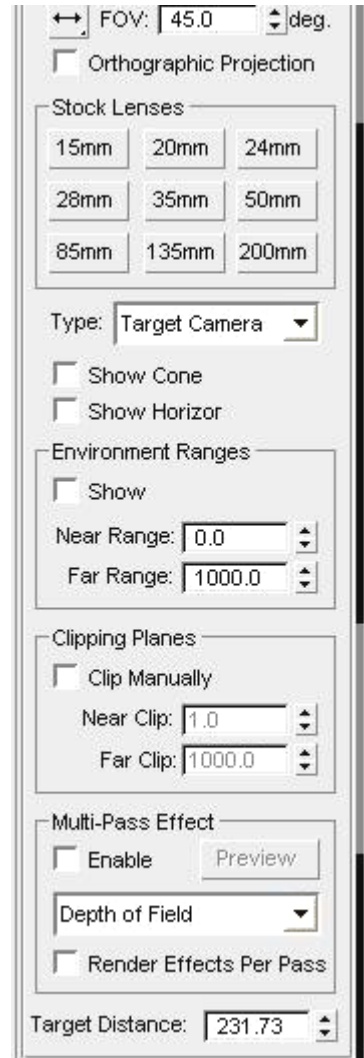 FOV: 45.0 deg.
Orthographic Projection
Stock Lenses
15mm 20mm 24mm
28mm 35mm 50mm
85mm 135mm 200mm
Type: Target Camera
Show Cone
Show Horizor
Environment Ranges
Show
Near Range: 0.0
Far Range: 1000.0
Clipping Planes
Clip Manually
Near Clip: 1.0
Far Clip: 1000.0
Multi-Pass Effect
Enable Preview
Depth of Field
Render Effects Per Pass
Target Distance: 231.73